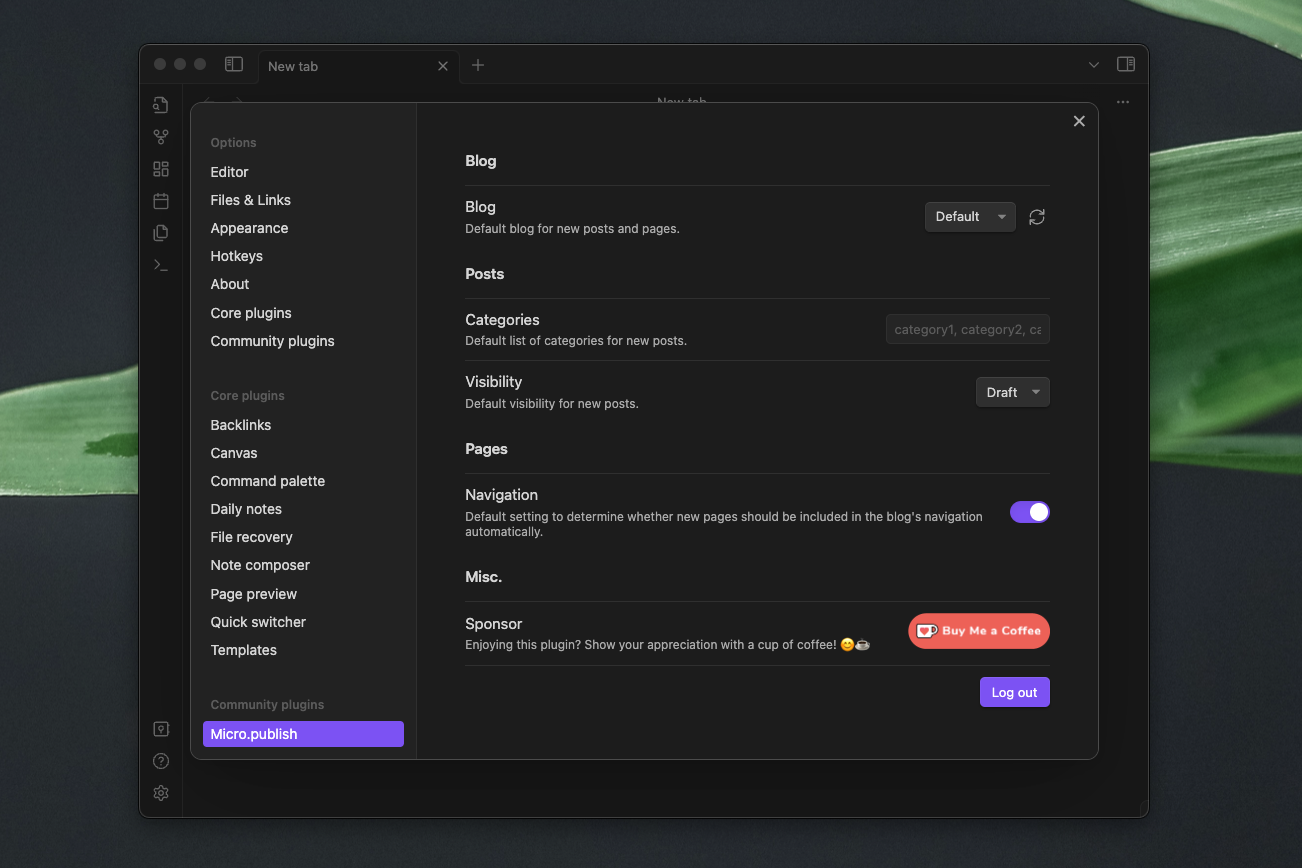 New tab
New tab
Options
Editor
Files & Links
Appearance
Hotkeys
About
Core plugins
Community plugins
Core plugins
Backlinks
Canvas
Command palette
Daily notes
File recovery
Note composer
Page preview
Quick switcher
Templates
Community plugins
Micro.publish
Blog
Blog
Default blog for new posts and pages.
Default
Posts
Categories
Default list of categories for new posts.
category1, category2, ca
Visibility
Default visibility for new posts.
Draft
Pages
Navigation
Default setting to determine whether new pages should be included in the blog's navigation
automatically.
Misc.
Sponsor
Enjoying this plugin? Show your appreciation with a cup of coffee! 😊☕
Buy Me a Coffee
Log out